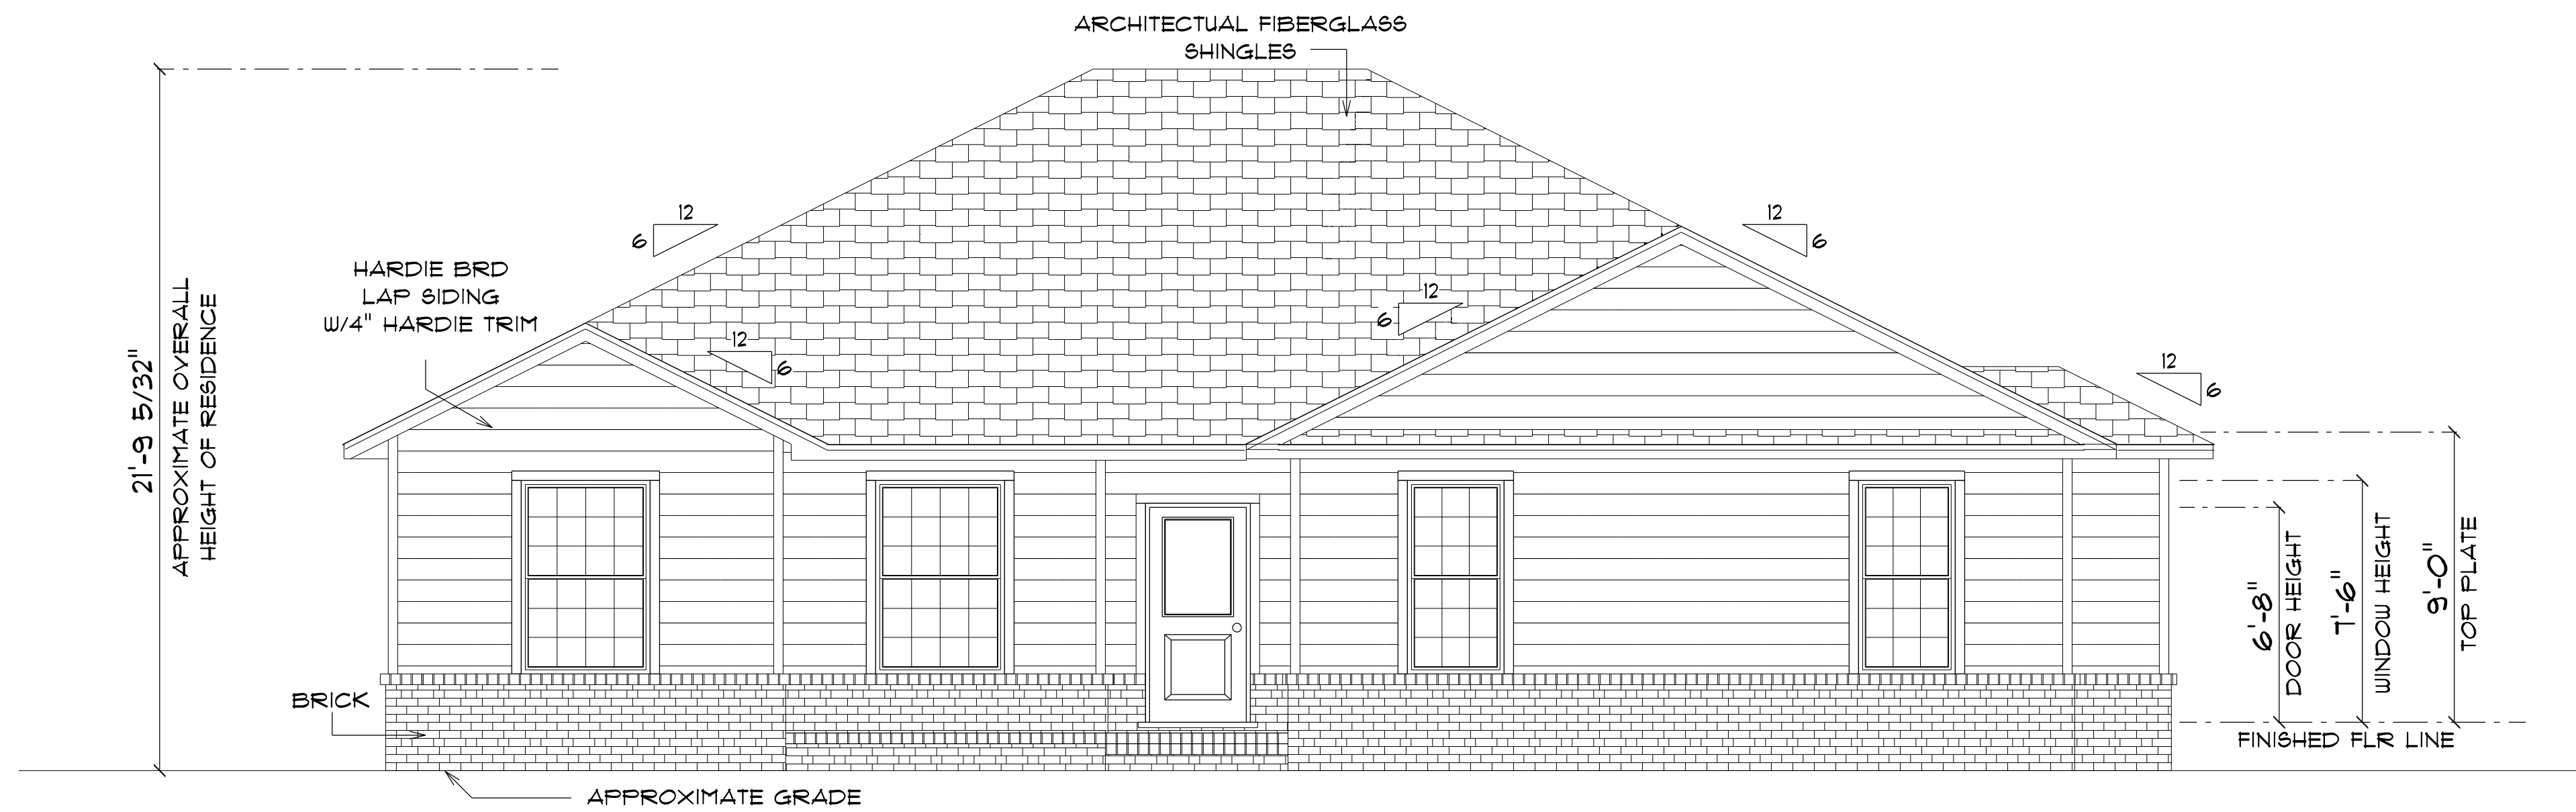 ARCHITECTUAL FIBERGLASS
SHINGLES
12
6
12
6
HARDIE BRD
LAP SIDING
W/4" HARDIE TRIM
12
6
12
6
12
6
21'-9 5/32"
APPROXIMATE OVERALL
HEIGHT OF RESIDENCE
6'-8"
DOOR HEIGHT
7'-6"
WINDOW HEIGHT
9'-0"
TOP PLATE
BRICK
FINISHED FLR LINE
APPROXIMATE GRADE